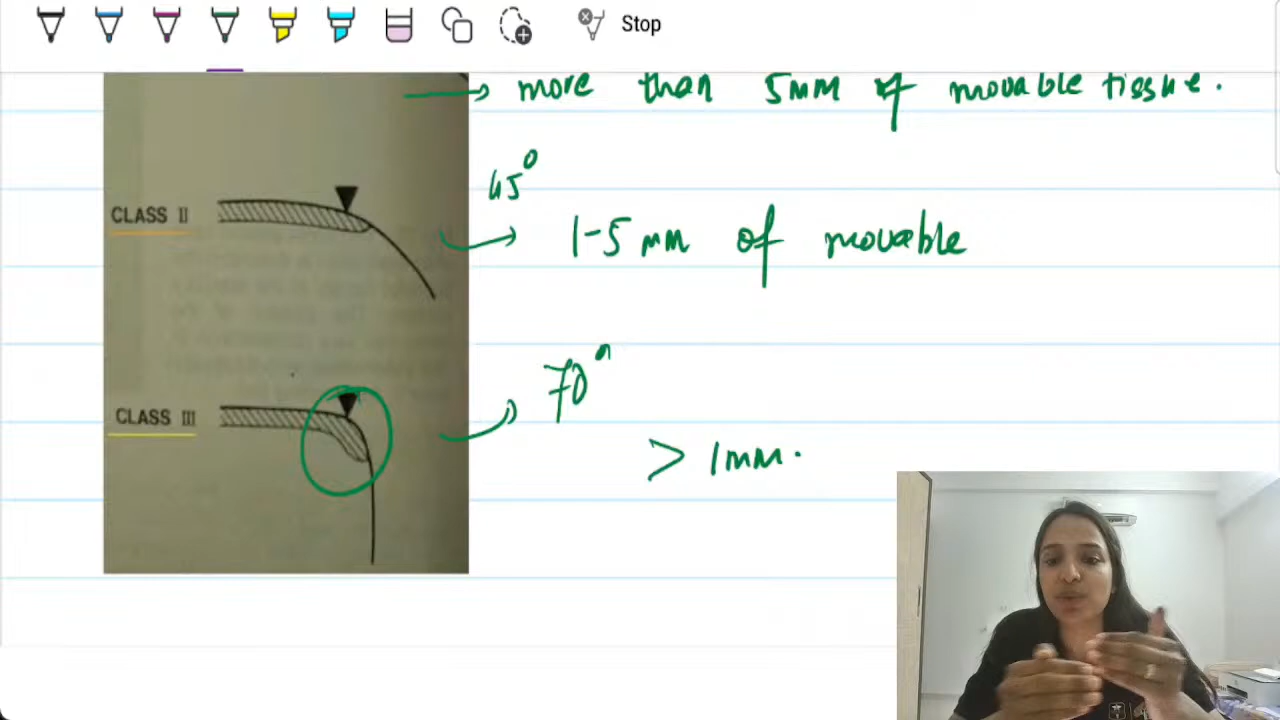 Stop
more than 5mm of movable tissue.
45°
CLASS II
1-5 mm of movable
70°
CLASS III
> 1mm.